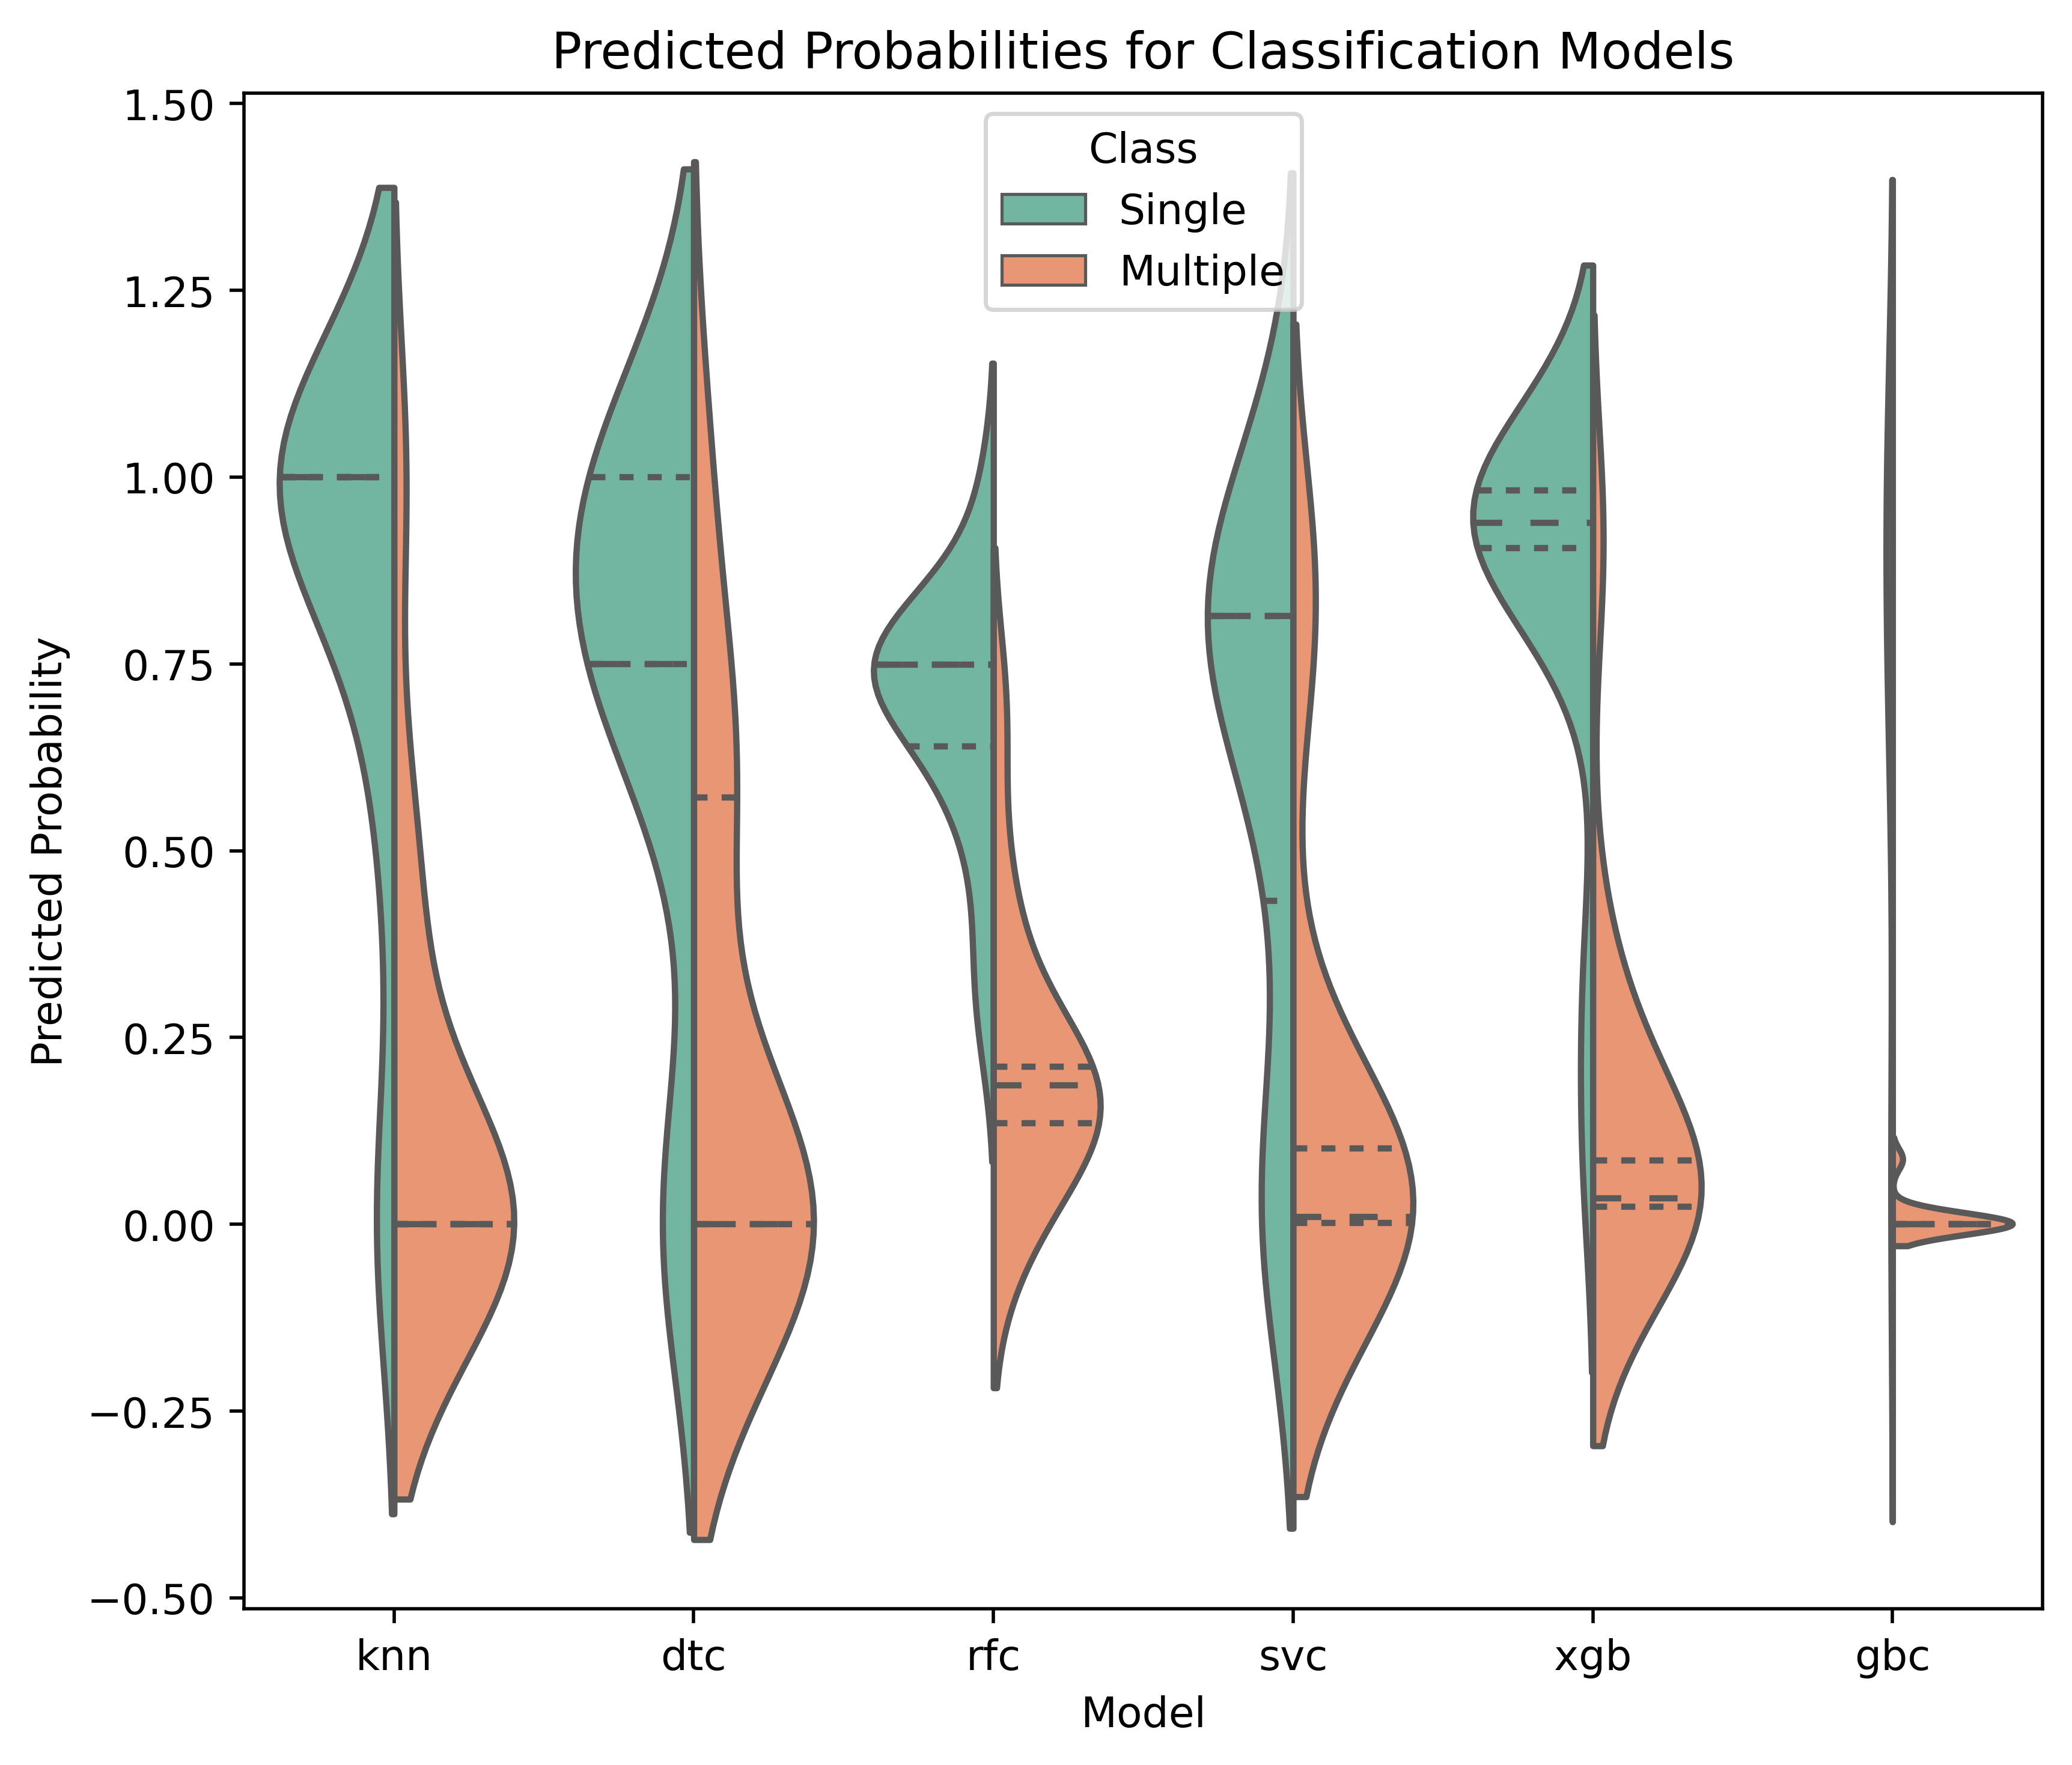 Predicted Probabilities for Classification Models
Class
Single
Multiple
Predicted Probability
1.50
1.25
1.00
0.75
0.50
0.25
0.00
−0.25
−0.50
knn dtc rfc svc xgb gbc
Model